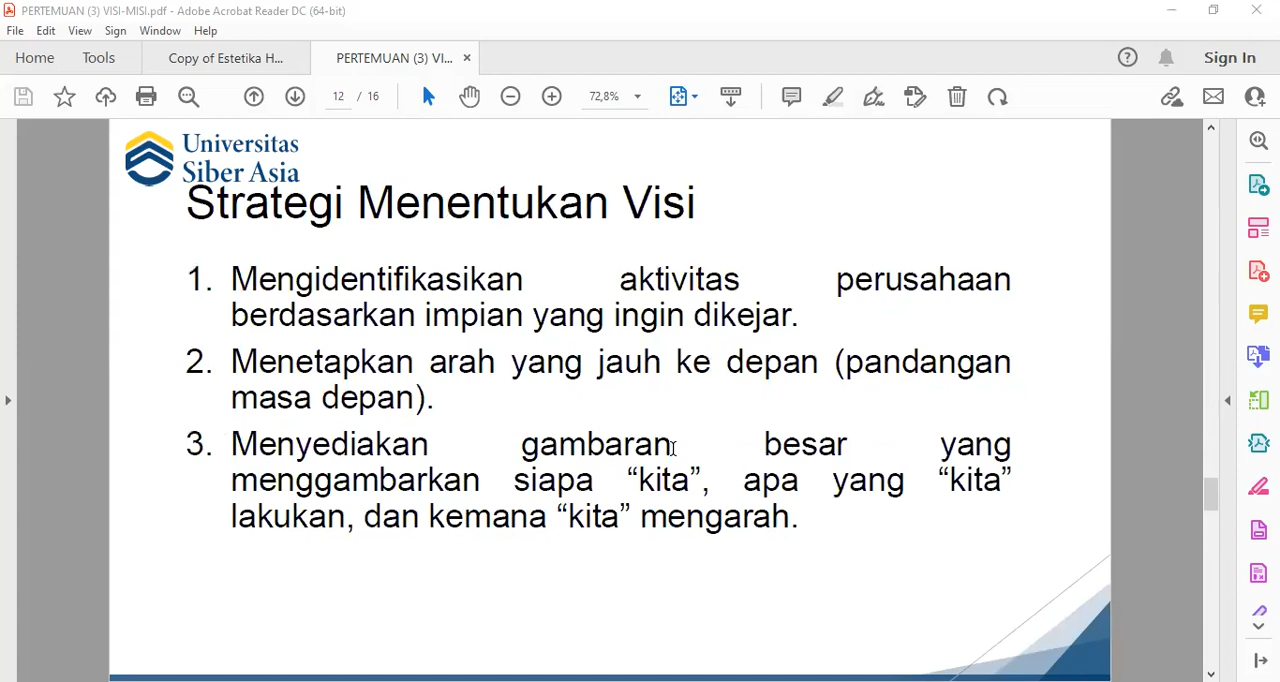 PERTEMUAN (3) VISI-MISI.pdf - Adobe Acrobat Reader DC (64-bit)
File Edit View Sign Window Help
Home Tools Copy of Estetika H... PERTEMUAN (3) VI... × Sign In
12 / 16 72,8%
Universitas
Siber Asia
Strategi Menentukan Visi
1. Mengidentifikasikan aktivitas perusahaan
berdasarkan impian yang ingin dikejar.
2. Menetapkan arah yang jauh ke depan (pandangan
masa depan).
3. Menyediakan gambaran besar yang
menggambarkan siapa “kita”, apa yang “kita”
lakukan, dan kemana “kita” mengarah.